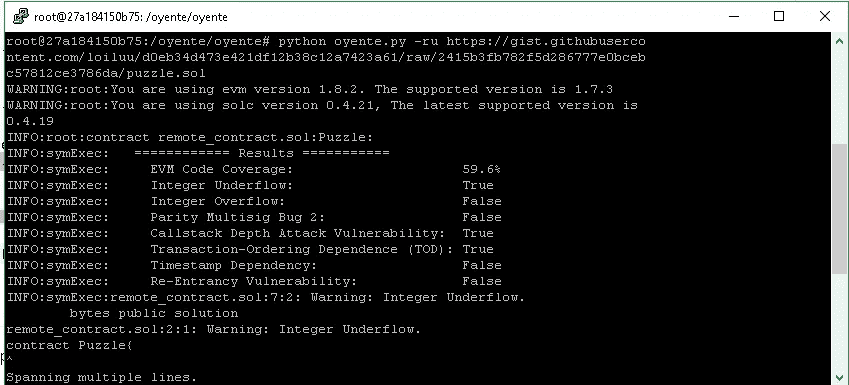 root@27a184150b75: /oyente/oyente
root@27a184150b75:/oyente/oyente# python oyente.py -ru https://gist.githubuserco
ntent.com/loiluu/d0eb34d473e421df12b38c12a7423a61/raw/2415b3fb782f5d286777e0bceb
c57812ce3786da/puzzle.sol
WARNING:root:You are using evm version 1.8.2. The supported version is 1.7.3
WARNING:root:You are using solc version 0.4.21, The latest supported version is
0.4.19
INFO:root:contract remote_contract.sol:Puzzle:
INFO:symExec:   ============ Results ===========
INFO:symExec:     EVM Code Coverage:                     59.6%
INFO:symExec:     Integer Underflow:                     True
INFO:symExec:     Integer Overflow:                      False
INFO:symExec:     Parity Multisig Bug 2:                 False
INFO:symExec:     Callstack Depth Attack Vulnerability:  True
INFO:symExec:     Transaction-Ordering Dependence (TOD): True
INFO:symExec:     Timestamp Dependency:                  False
INFO:symExec:     Re-Entrancy Vulnerability:             False
INFO:symExec:remote_contract.sol:7:2: Warning: Integer Underflow.
        bytes public solution
remote_contract.sol:2:1: Warning: Integer Underflow.
contract Puzzle{
^
Spanning multiple lines.